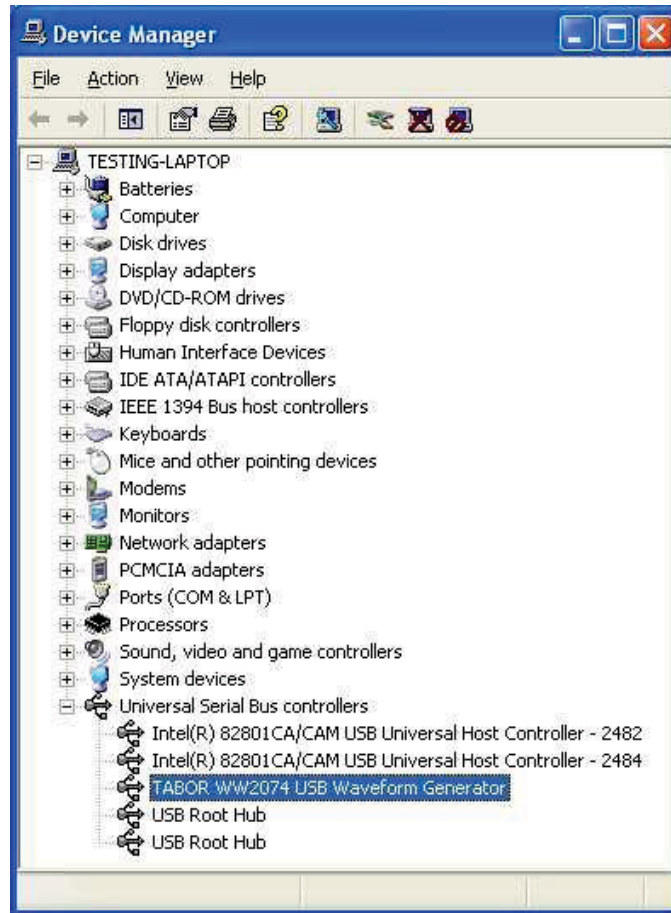 Device Manager
File Action View Help
TESTING-LAPTOP
Batteries
Computer
Disk drives
Display adapters
DVD/CD-ROM drives
Floppy disk controllers
Human Interface Devices
IDE ATA/ATAPI controllers
IEEE 1394 Bus host controllers
Keyboards
Mice and other pointing devices
Modems
Monitors
Network adapters
PCMCIA adapters
Ports (COM & LPT)
Processors
Sound, video and game controllers
System devices
Universal Serial Bus controllers
Intel(R) 82801CA/CAM USB Universal Host Controller - 2482
Intel(R) 82801CA/CAM USB Universal Host Controller - 2484
TABOR WW2074 USB Waveform Generator
USB Root Hub
USB Root Hub